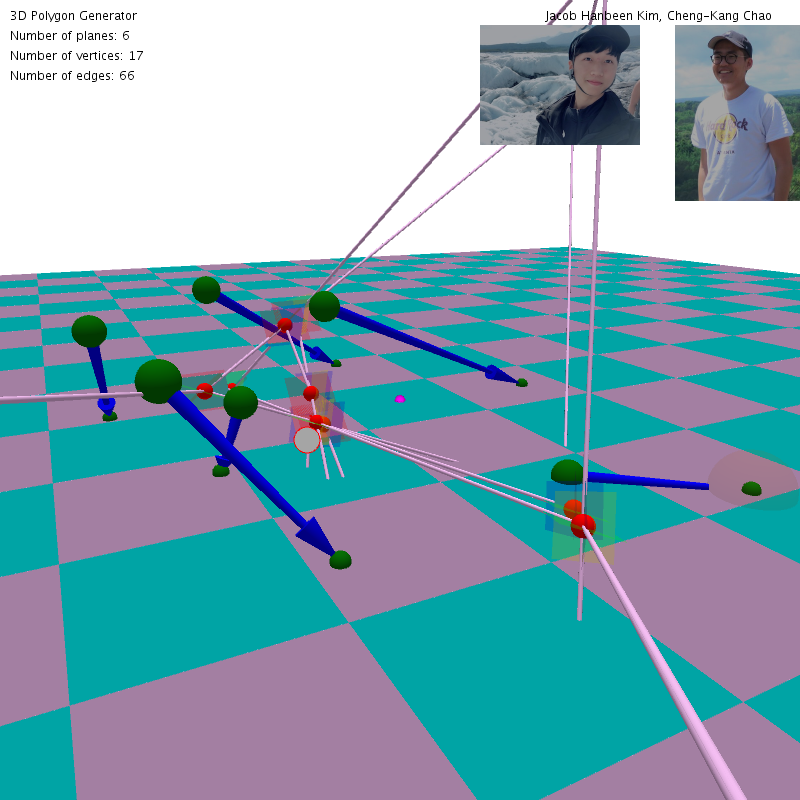 3D Polygon Generator
Jacob Hanbeen Kim, Cheng-Kang Chao
Number of planes: 6
Number of vertices: 17
Number of edges: 66